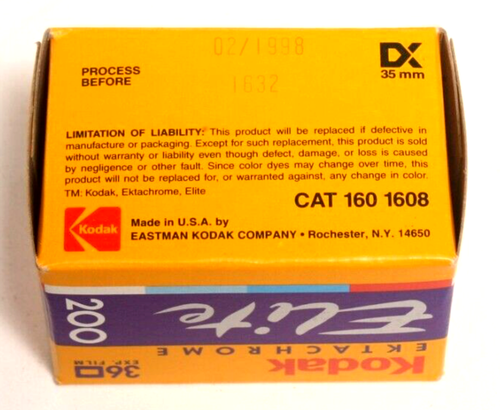 02/1998
PROCESS
BEFORE
1632
DX
35 mm
LIMITATION OF LIABILITY: This product will be replaced if defective in
manufacture or packaging. Except for such replacement, this product is sold
without warranty or liability even though defect, damage, or loss is caused
by negligence or other fault. Since color dyes may change over time, this
product will not be replaced for, or warranted against, any change in color.
TM: Kodak, Ektachrome, Elite
CAT 160 1608
Kodak
Made in U.S.A. by
EASTMAN KODAK COMPANY • Rochester, N.Y. 14650
Kodak
EKTACHROME
Elite
200
36
EXP. FILM